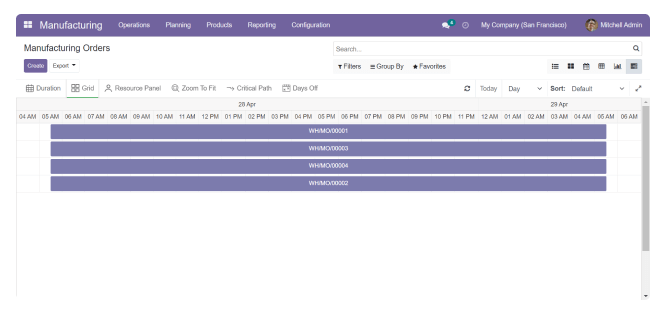 Manufacturing Operations Planning Products Reporting Configuration 4 My Company (San Francisco) Mitchell Admin
Manufacturing Orders Search...
Create Export Filters Group By Favorites
Duration Grid Resource Panel Zoom To Fit Critical Path Days Off Today Day Sort: Default
28 Apr 29 Apr
04 AM 05 AM 06 AM 07 AM 08 AM 09 AM 10 AM 11 AM 12 PM 01 PM 02 PM 03 PM 04 PM 05 PM 06 PM 07 PM 08 PM 09 PM 10 PM 11 PM 12 AM 01 AM 02 AM 03 AM 04 AM 05 AM 06 AM
WH/MO/00001
WH/MO/00003
WH/MO/00004
WH/MO/00002